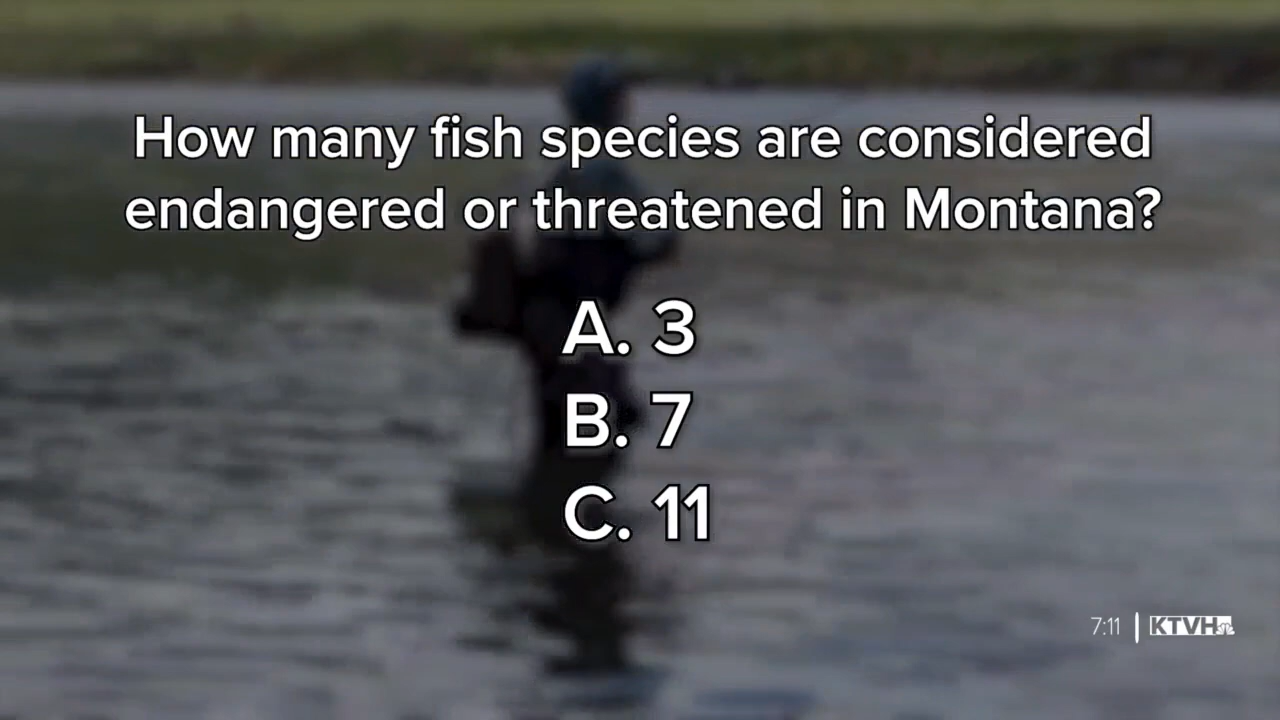 How many fish species are considered
endangered or threatened in Montana?
A. 3
B. 7
C. 11
7:11 | KTVH